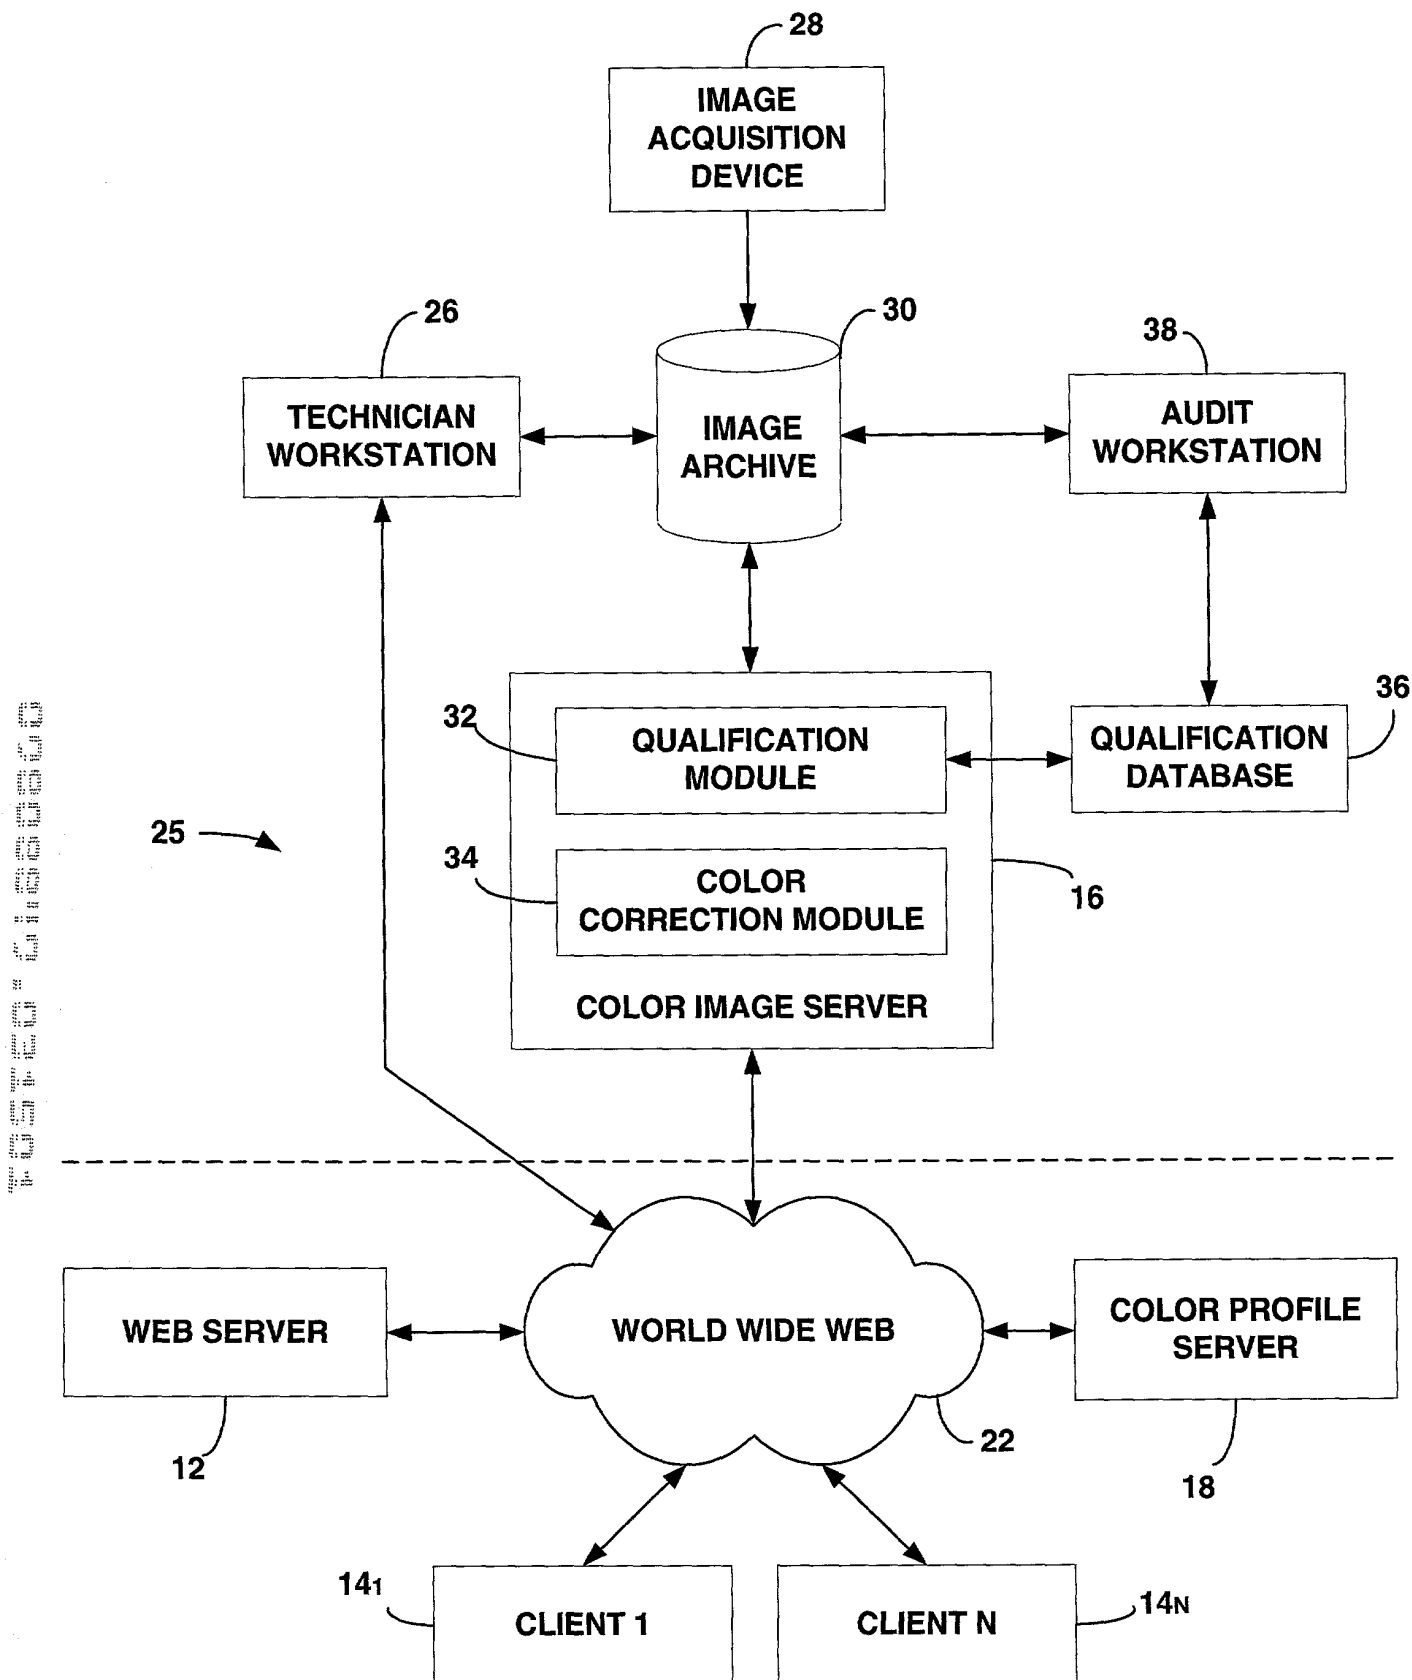 28
IMAGE
ACQUISITION
DEVICE
26
30
38
TECHNICIAN
WORKSTATION
IMAGE
ARCHIVE
AUDIT
WORKSTATION
32
36
QUALIFICATION
MODULE
QUALIFICATION
DATABASE
25
34
COLOR
CORRECTION MODULE
16
COLOR IMAGE SERVER
WEB SERVER
WORLD WIDE WEB
COLOR PROFILE
SERVER
12
22
18
141
14N
CLIENT 1
CLIENT N